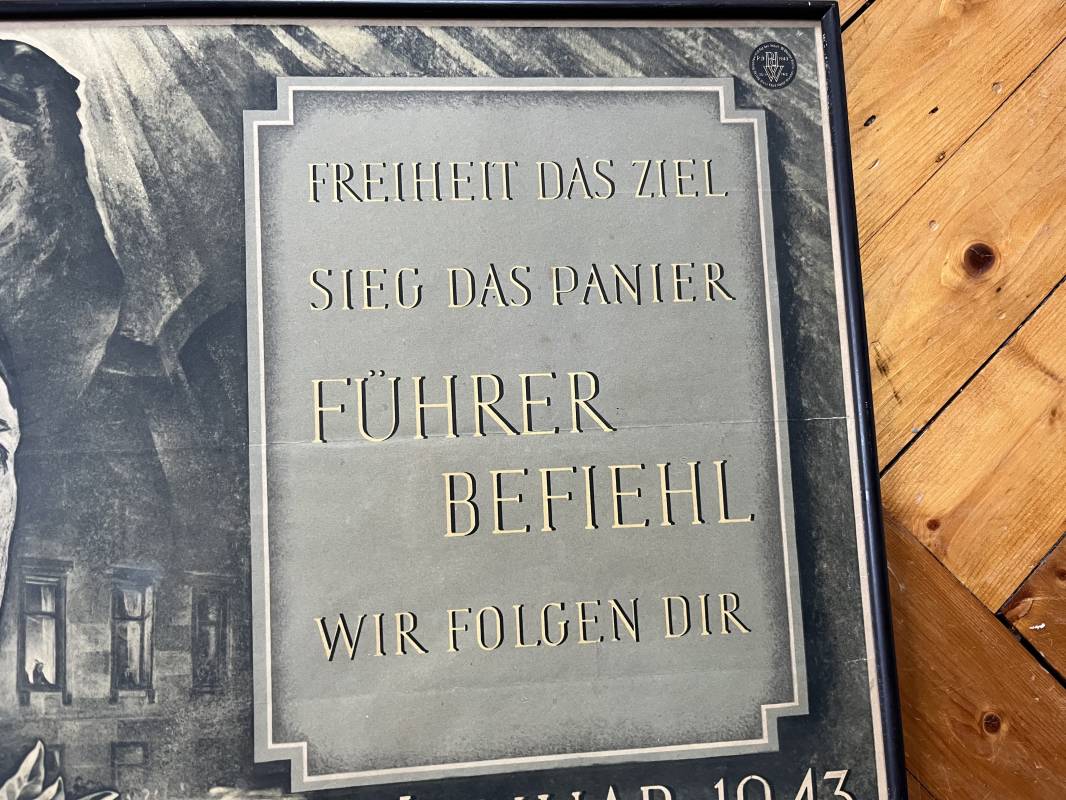 FREIHEIT DAS ZIEL
SIEG DAS PANIER
FÜHRER
BEFIEHL
WIR FOLGEN DIR
1943